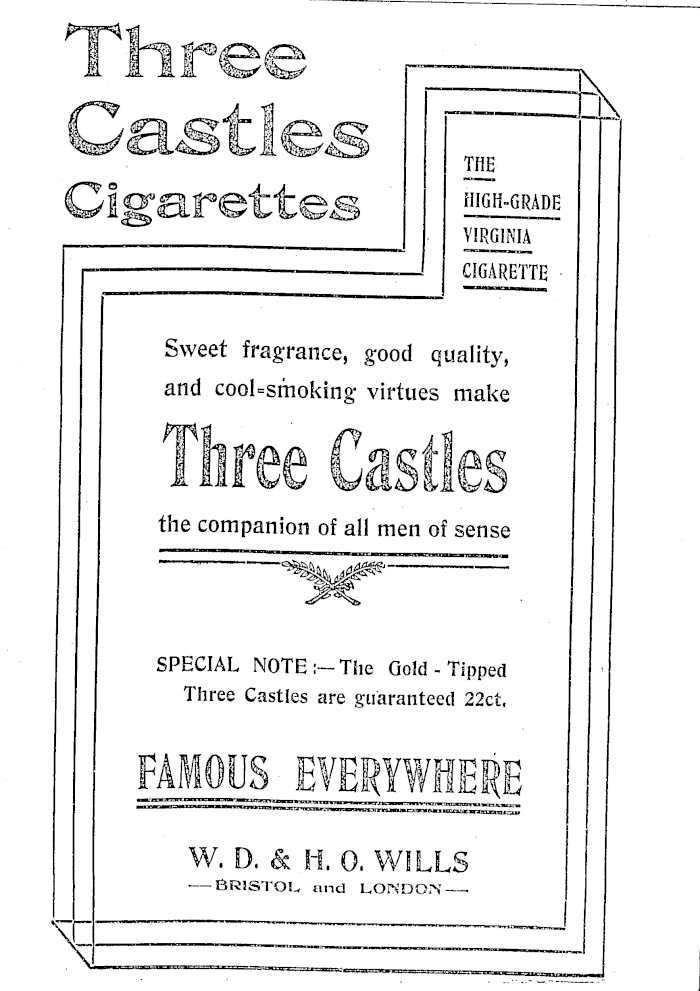 Three
Castles
Cigarettes
THE
HIGH-GRADE
VIRGINIA
CIGARETTE
Sweet fragrance, good quality,
and cool=smoking virtues make
Three Castles
the companion of all men of sense
SPECIAL NOTE :— The Gold - Tipped
Three Castles are guaranteed 22ct.
FAMOUS EVERYWHERE
W. D. & H. O. WILLS
— BRISTOL and LONDON —